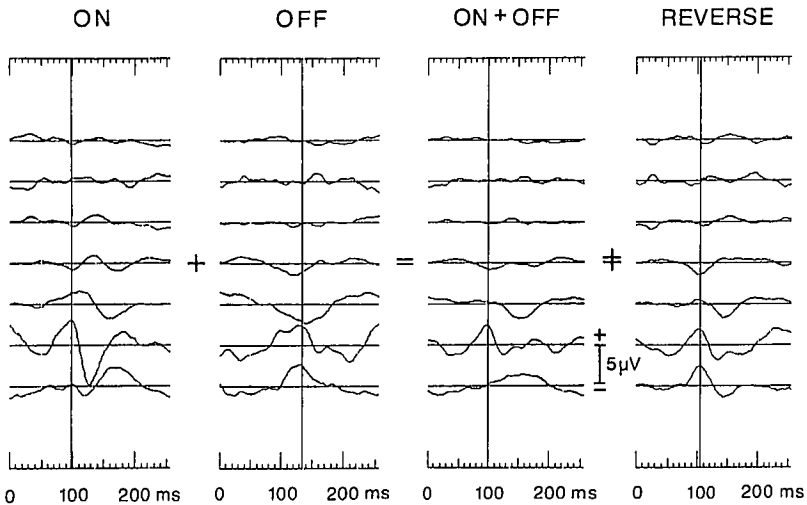 ON OFF ON + OFF REVERSE
+ = ≠
+
5µV
−
0 100 200 ms 0 100 200 ms 0 100 200 ms 0 100 200 ms